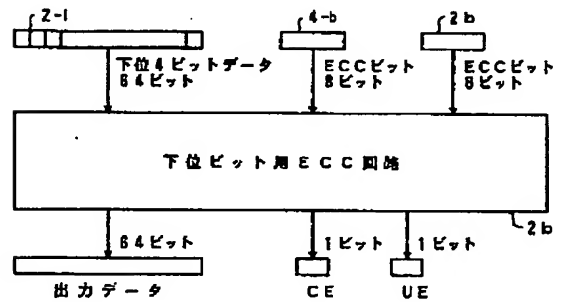 2-1
4-b
2b
下位4ビットデータ
64ビット
ECCビット
8ビット
ECCビット
8ビット
下位ビット用ECC回路
2b
64ビット
1ビット
1ビット
出力データ
CE
UE